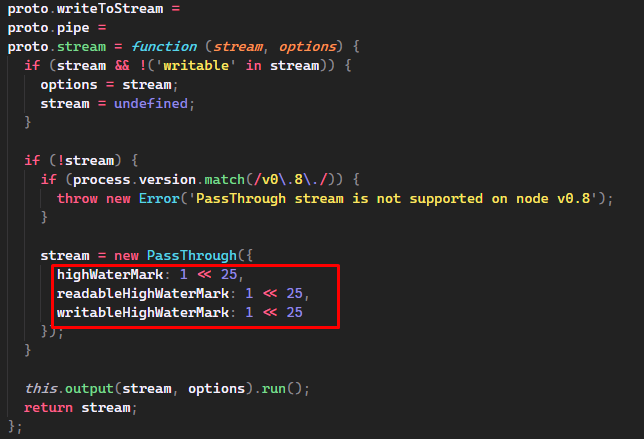 proto.writeToStream =
proto.pipe =
proto.stream = function (stream, options) {
  if (stream && !('writable' in stream)) {
    options = stream;
    stream = undefined;
  }

  if (!stream) {
    if (process.version.match(/v0\.8\./)) {
      throw new Error('PassThrough stream is not supported on node v0.8');
    }

    stream = new PassThrough({
      highWaterMark: 1 << 25,
      readableHighWaterMark: 1 << 25,
      writableHighWaterMark: 1 << 25
    });
  }

  this.output(stream, options).run();
  return stream;
};